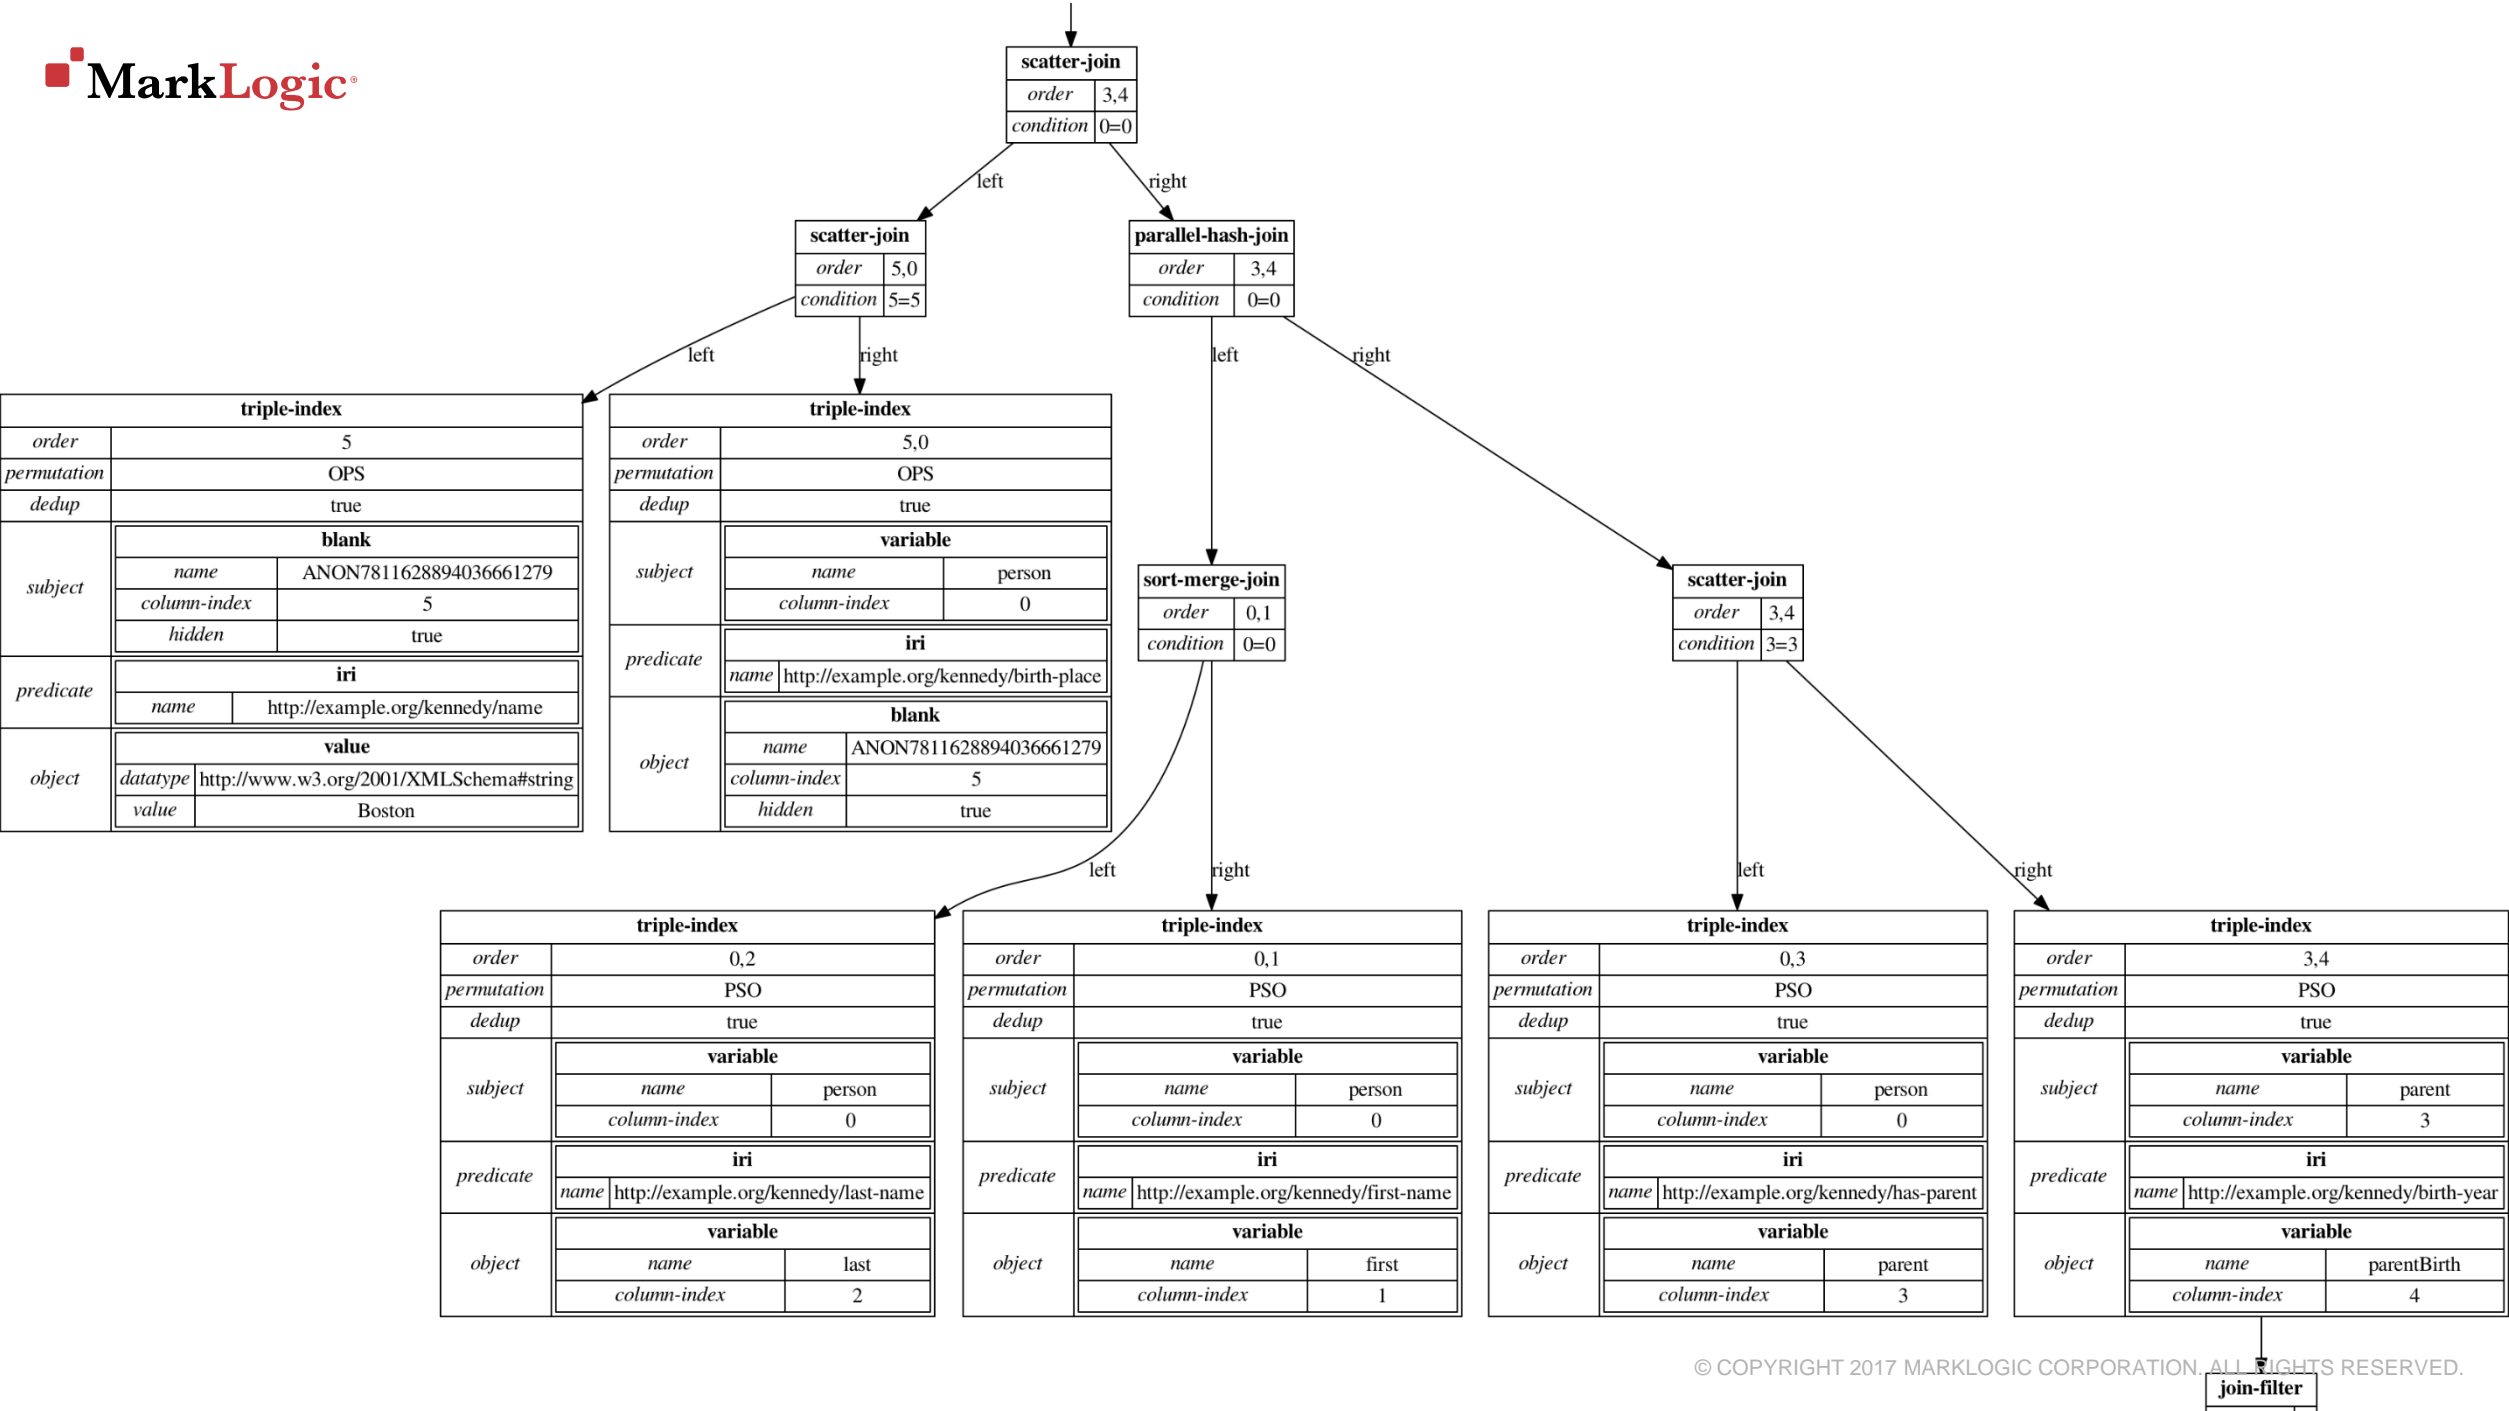 MarkLogic®
scatter-join
order 3,4
condition 0=0
left
right
scatter-join
order 5,0
condition 5=5
parallel-hash-join
order 3,4
condition 0=0
left
right
left
right
triple-index
order 5
permutation OPS
dedup true
subject
blank
name ANON7811628894036661279
column-index 5
hidden true
predicate
iri
name http://example.org/kennedy/name
object
value
datatype http://www.w3.org/2001/XMLSchema#string
value Boston
triple-index
order 5,0
permutation OPS
dedup true
subject
variable
name person
column-index 0
predicate
iri
name http://example.org/kennedy/birth-place
object
blank
name ANON7811628894036661279
column-index 5
hidden true
sort-merge-join
order 0,1
condition 0=0
scatter-join
order 3,4
condition 3=3
left
right
left
right
triple-index
order 0,2
permutation PSO
dedup true
subject
variable
name person
column-index 0
predicate
iri
name http://example.org/kennedy/last-name
object
variable
name last
column-index 2
triple-index
order 0,1
permutation PSO
dedup true
subject
variable
name person
column-index 0
predicate
iri
name http://example.org/kennedy/first-name
object
variable
name first
column-index 1
triple-index
order 0,3
permutation PSO
dedup true
subject
variable
name person
column-index 0
predicate
iri
name http://example.org/kennedy/has-parent
object
variable
name parent
column-index 3
triple-index
order 3,4
permutation PSO
dedup true
subject
variable
name parent
column-index 3
predicate
iri
name http://example.org/kennedy/birth-year
object
variable
name parentBirth
column-index 4
© COPYRIGHT 2017 MARKLOGIC CORPORATION. ALL RIGHTS RESERVED.
join-filter